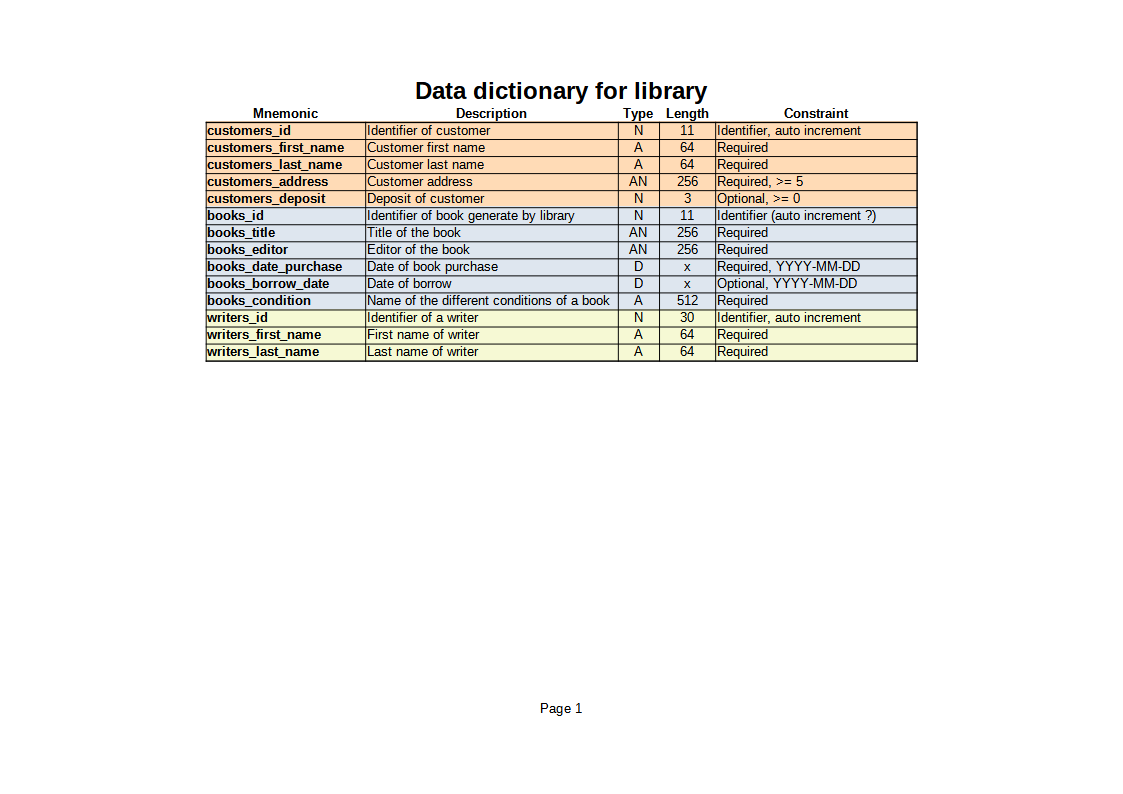 Data dictionary for library
Mnemonic Description Type Length Constraint
customers_id Identifier of customer N 11 Identifier, auto increment
customers_first_name Customer first name A 64 Required
customers_last_name Customer last name A 64 Required
customers_address Customer address AN 256 Required, >= 5
customers_deposit Deposit of customer N 3 Optional, >= 0
books_id Identifier of book generate by library N 11 Identifier (auto increment ?)
books_title Title of the book AN 256 Required
books_editor Editor of the book AN 256 Required
books_date_purchase Date of book purchase D x Required, YYYY-MM-DD
books_borrow_date Date of borrow D x Optional, YYYY-MM-DD
books_condition Name of the different conditions of a book A 512 Required
writers_id Identifier of a writer N 30 Identifier, auto increment
writers_first_name First name of writer A 64 Required
writers_last_name Last name of writer A 64 Required
Page 1